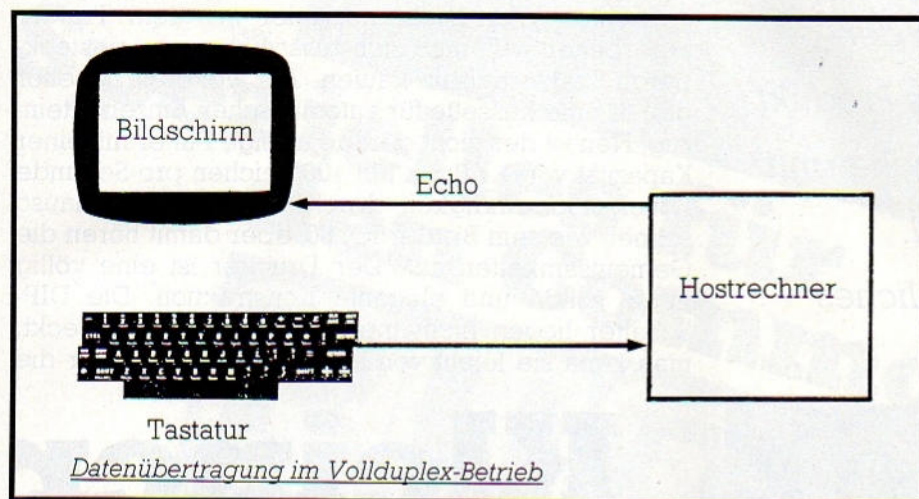 Bildschirm
Echo
Hostrechner
Tastatur
Datenübertragung im Vollduplex-Betrieb